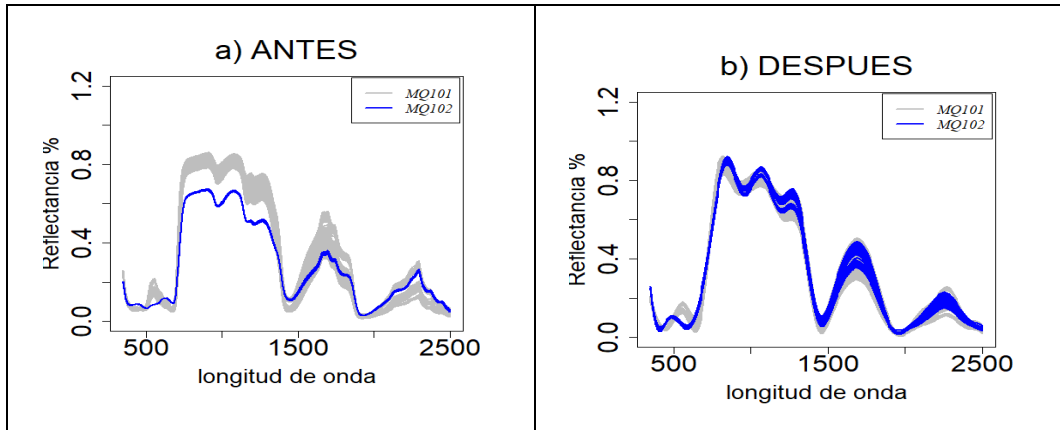 a) ANTES
1.2
0.8
0.4
0.0
Reflectancia %
MQ101
MQ102
500
1500
2500
longitud de onda
b) DESPUES
1.2
0.8
0.4
0.0
Reflectancia %
MQ101
MQ102
500
1500
2500
longitud de onda